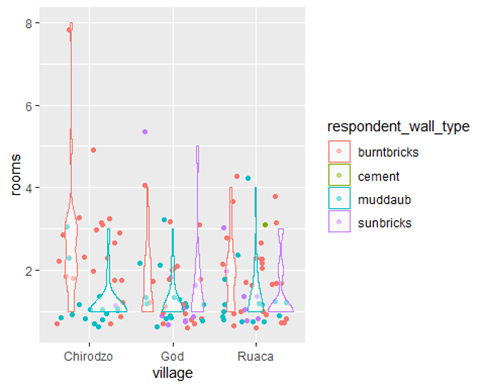 8
6
4
2
rooms
Chirodzo
God
Ruaca
village
respondent_wall_type
burntbricks
cement
muddaub
sunbricks